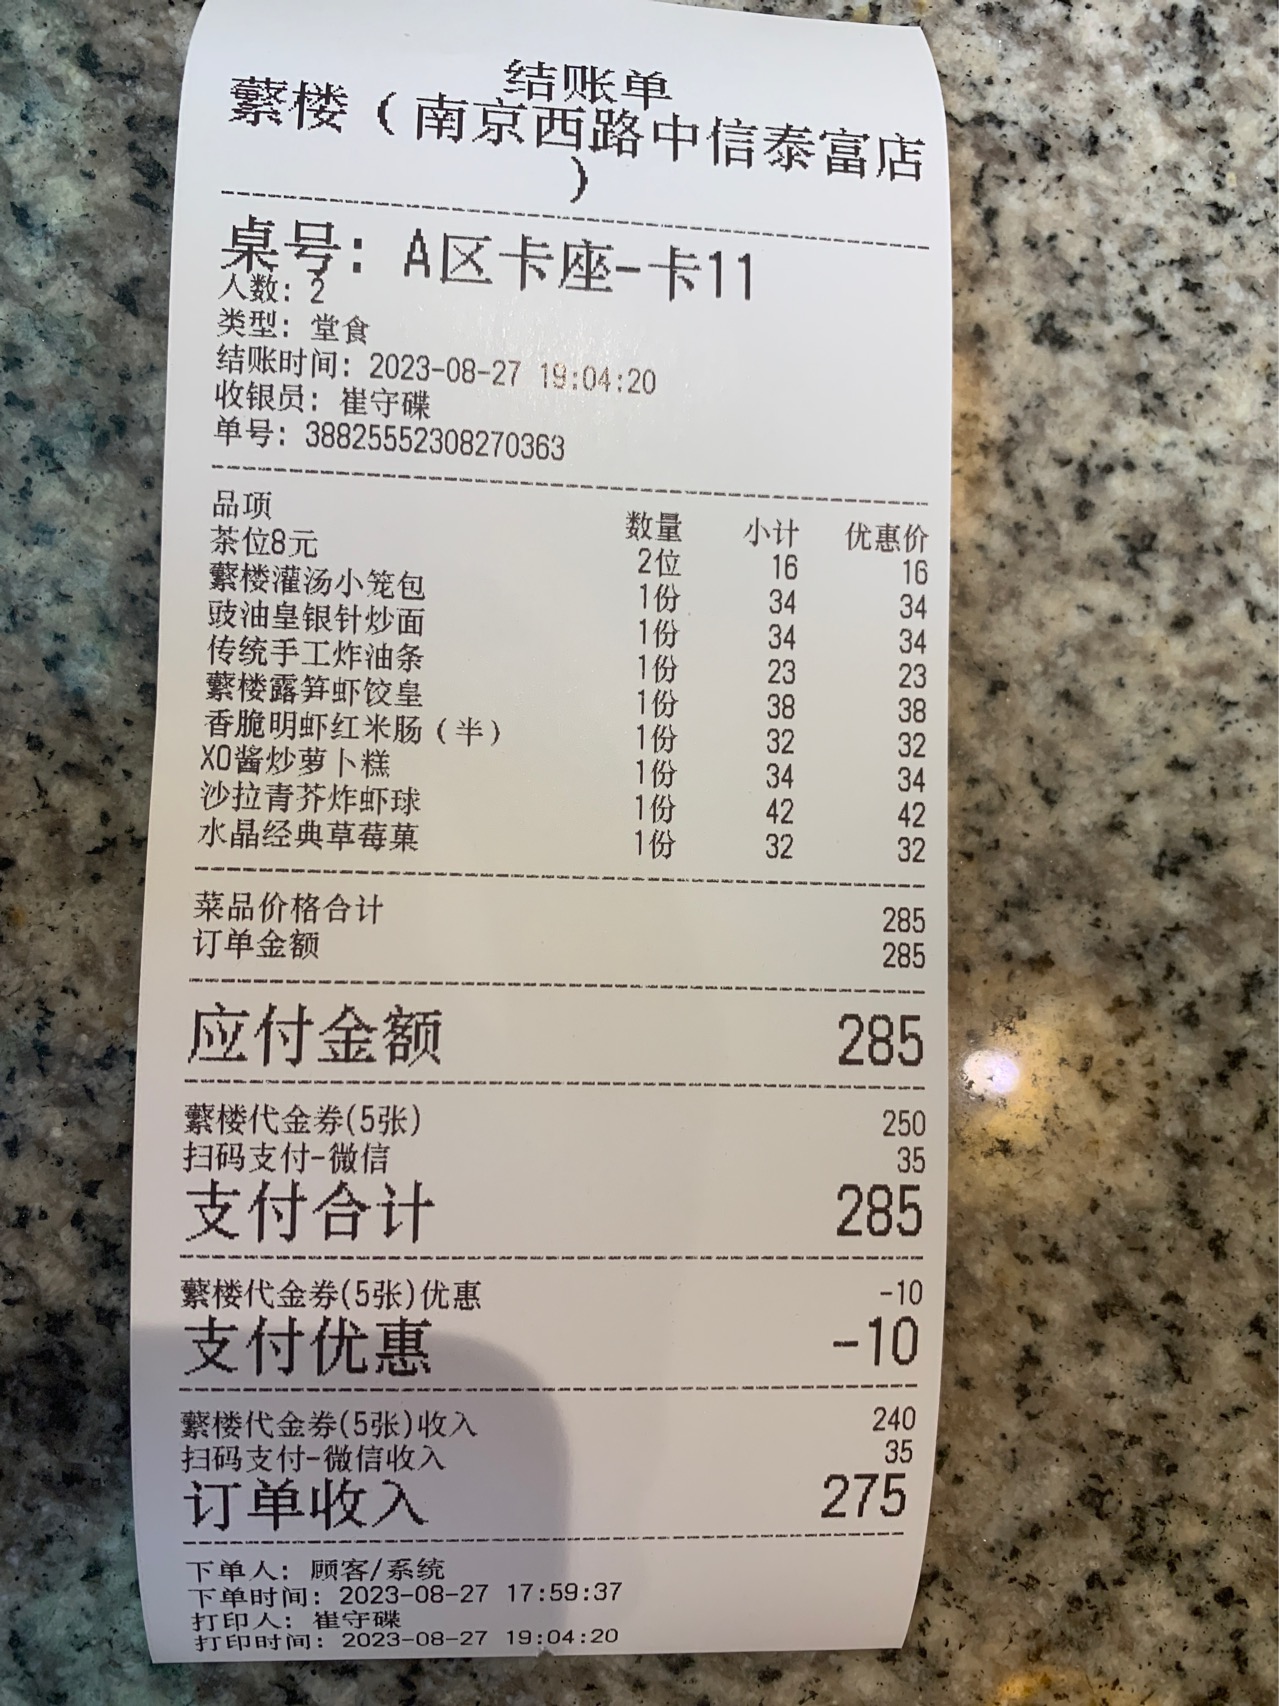 结账单
蘩楼（南京西路中信泰富店
）
桌号：A区卡座-卡11
人数：2
类型：堂食
结账时间：2023-08-27 19:04:20
收银员：崔守碟
单号：38825552308270363
品项 数量 小计 优惠价
茶位8元 2位 16 16
蘩楼灌汤小笼包 1份 34 34
豉油皇银针炒面 1份 34 34
传统手工炸油条 1份 23 23
蘩楼露笋虾饺皇 1份 38 38
香脆明虾红米肠（半） 1份 32 32
XO酱炒萝卜糕 1份 34 34
沙拉青芥炸虾球 1份 42 42
水晶经典草莓菓 1份 32 32
菜品价格合计 285
订单金额 285
应付金额 285
蘩楼代金券(5张) 250
扫码支付-微信 35
支付合计 285
蘩楼代金券(5张)优惠 -10
支付优惠 -10
蘩楼代金券(5张)收入 240
扫码支付-微信收入 35
订单收入 275
下单人：顾客/系统
下单时间：2023-08-27 17:59:37
打印人：崔守碟
打印时间：2023-08-27 19:04:20